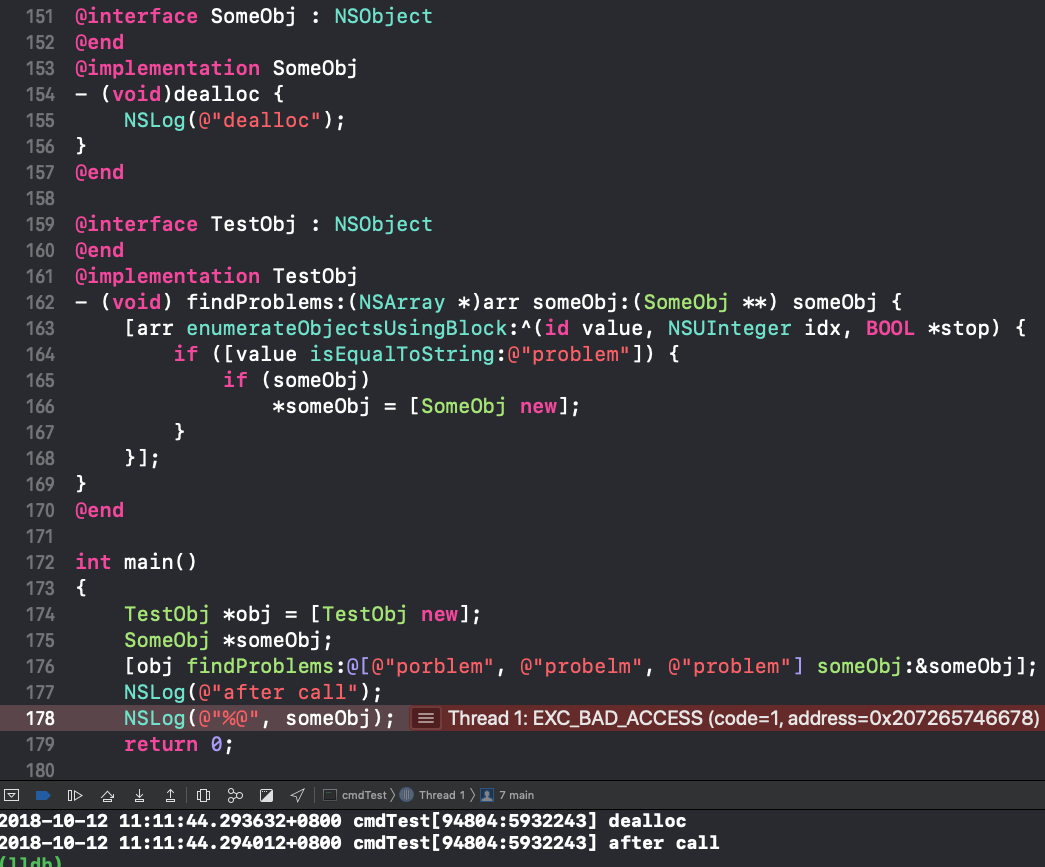 151 @interface SomeObj : NSObject
152 @end
153 @implementation SomeObj
154 - (void)dealloc {
155     NSLog(@"dealloc");
156 }
157 @end
158
159 @interface TestObj : NSObject
160 @end
161 @implementation TestObj
162 - (void) findProblems:(NSArray *)arr someObj:(SomeObj **) someObj {
163     [arr enumerateObjectsUsingBlock:^(id value, NSUInteger idx, BOOL *stop) {
164         if ([value isEqualToString:@"problem"]) {
165             if (someObj)
166                 *someObj = [SomeObj new];
167         }
168     }];
169 }
170 @end
171
172 int main()
173 {
174     TestObj *obj = [TestObj new];
175     SomeObj *someObj;
176     [obj findProblems:@[@"porblem", @"probelm", @"problem"] someObj:&someObj];
177     NSLog(@"after call");
178     NSLog(@"%@", someObj); Thread 1: EXC_BAD_ACCESS (code=1, address=0x207265746678)
179     return 0;
180
cmdTest Thread 1 7 main
2018-10-12 11:11:44.293632+0800 cmdTest[94804:5932243] dealloc
2018-10-12 11:11:44.294012+0800 cmdTest[94804:5932243] after call
(lldb)